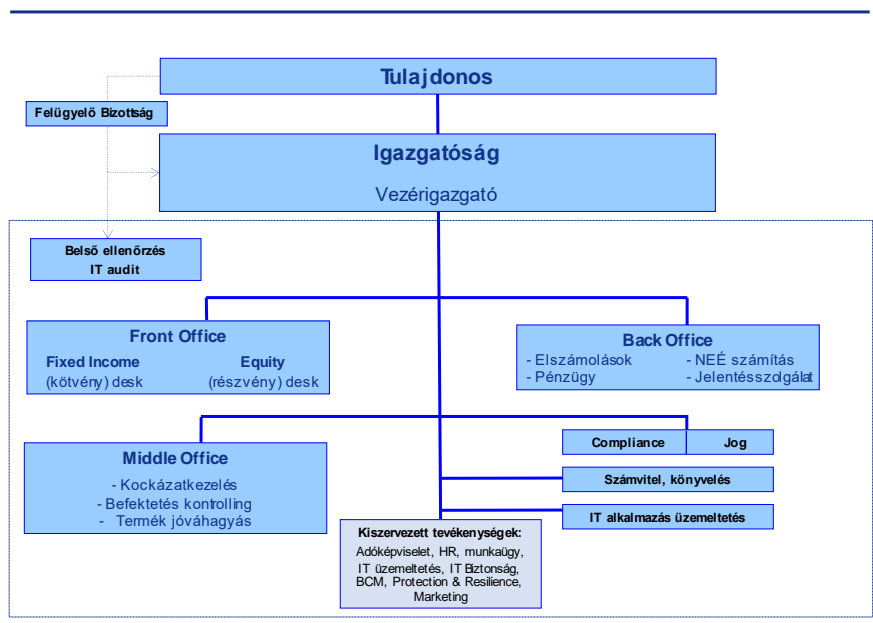 Tulajdonos
Felügyelő Bizottság
Igazgatóság
Vezérigazgató
Belső ellenőrzés
IT audit
Front Office
Fixed Income Equity
(kötvény) desk (részvény) desk
Back Office
- Elszámolások - NEÉ számítás
- Pénzügy - Jelentésszolgálat
Middle Office
- Kockázatkezelés
- Befektetés kontrolling
- Termék jóváhagyás
Compliance Jog
Számvitel, könyvelés
IT alkalmazás üzemeltetés
Kiszervezett tevékenységek:
Adóképviselet, HR, munkaügy,
IT üzemeltetés, IT Biztonság,
BCM, Protection & Resilience,
Marketing